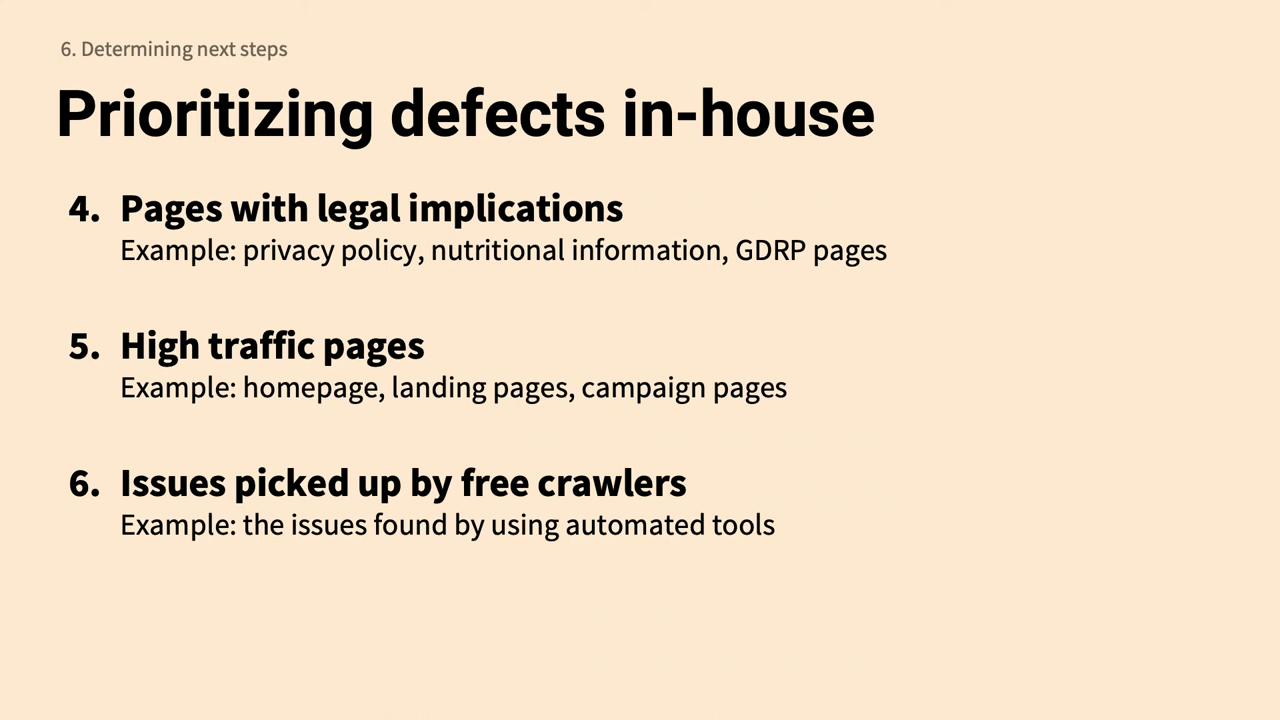 6. Determining next steps
Prioritizing defects in-house
4. Pages with legal implications
Example: privacy policy, nutritional information, GDRP pages
5. High traffic pages
Example: homepage, landing pages, campaign pages
6. Issues picked up by free crawlers
Example: the issues found by using automated tools